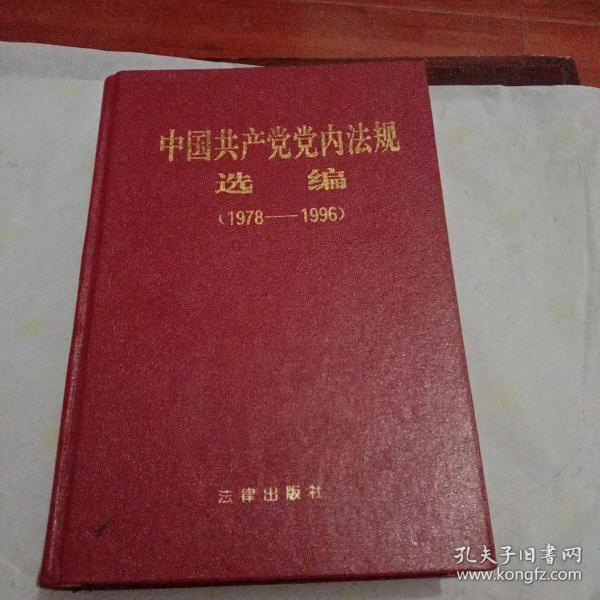 中国共产党党内法规
选编
(1978——1996)
法律出版社
孔夫子旧书网
www.kongfz.com